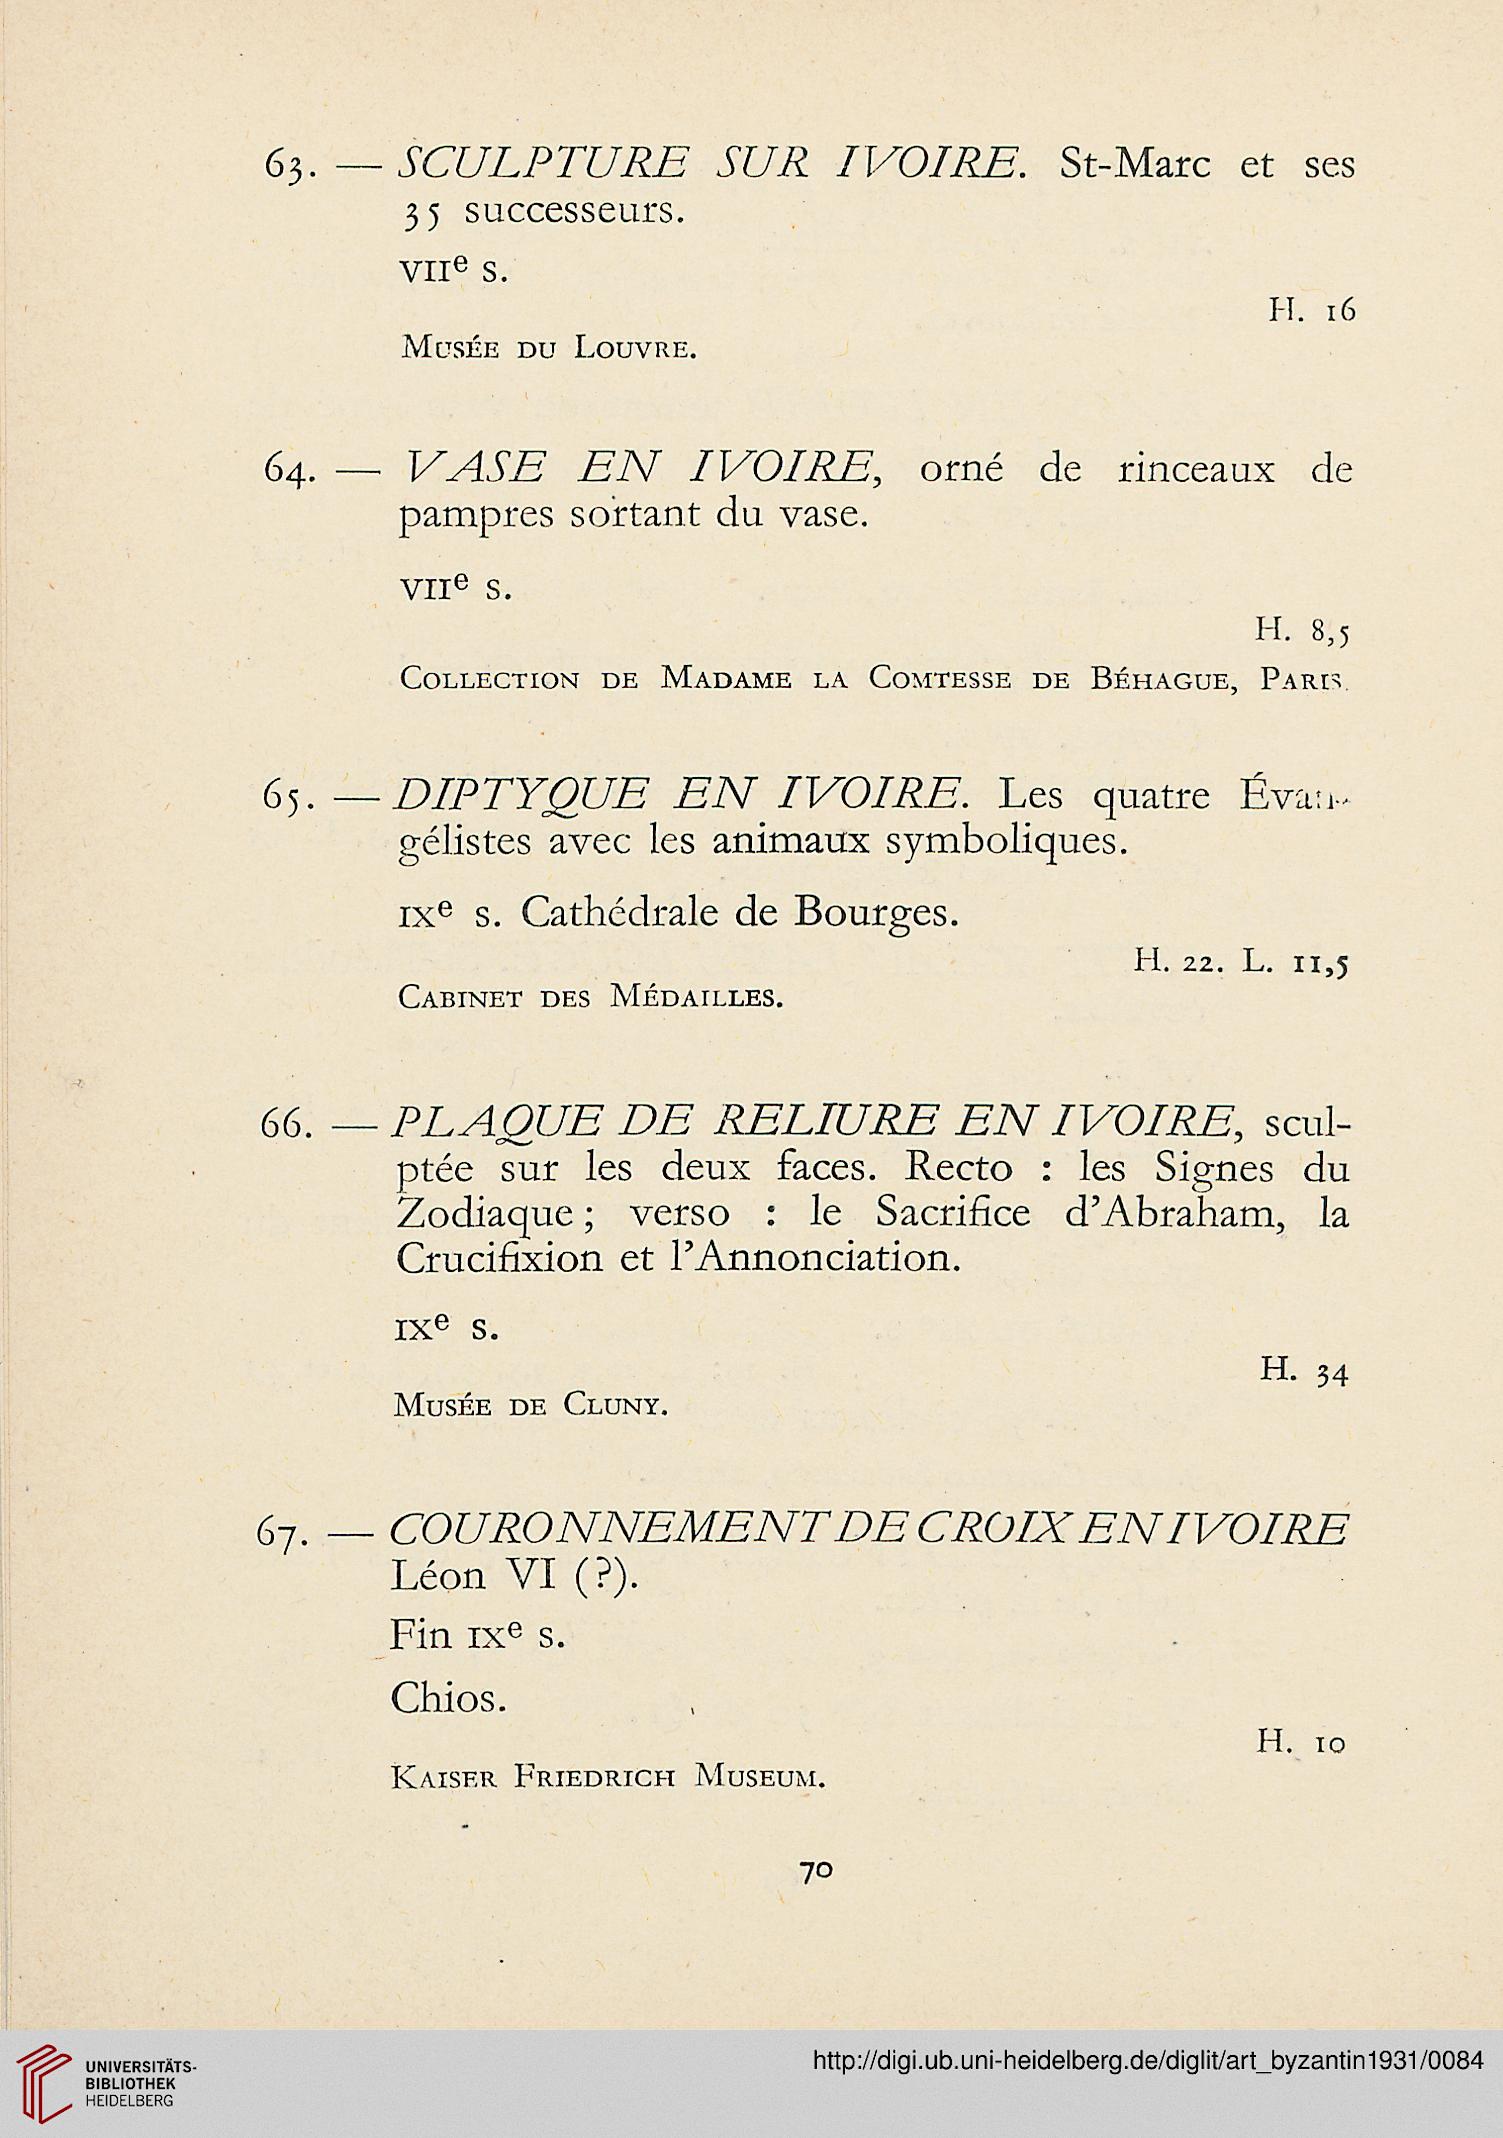 63. — SCULPTURE SUR IVOIRE. St-Marc et ses
35 successeurs.
VIIe s.
H. 16
Musée du Louvre.
64. — VASE EN IVOIRE, orné de rinceaux de
pampres sortant du vase.
VIIe s.
H. 8,5
Collection de Madame la Comtesse de Béhague, Paris.
65. — DIPTYQUE EN IVOIRE. Les quatre Évan-
gélistes avec les animaux symboliques.
IXe s. Cathédrale de Bourges.
H. 22. L. 11,5
Cabinet des Médailles.
66. — PLAQUE DE RELIURE EN IVOIRE, scul-
ptée sur les deux faces. Recto : les Signes du
Zodiaque ; verso : le Sacrifice d'Abraham, la
Crucifixion et l'Annonciation.
IXe s.
H. 34
Musée de Cluny.
67. — COURONNEMENT DE CROIX EN IVOIRE
Léon VI (?).
Fin IXe s.
Chios.
H. 10
Kaiser Friedrich Museum.
70
UNIVERSITÄTS-
BIBLIOTHEK
HEIDELBERG
http://digi.ub.uni-heidelberg.de/diglit/art_byzantin1931/0084